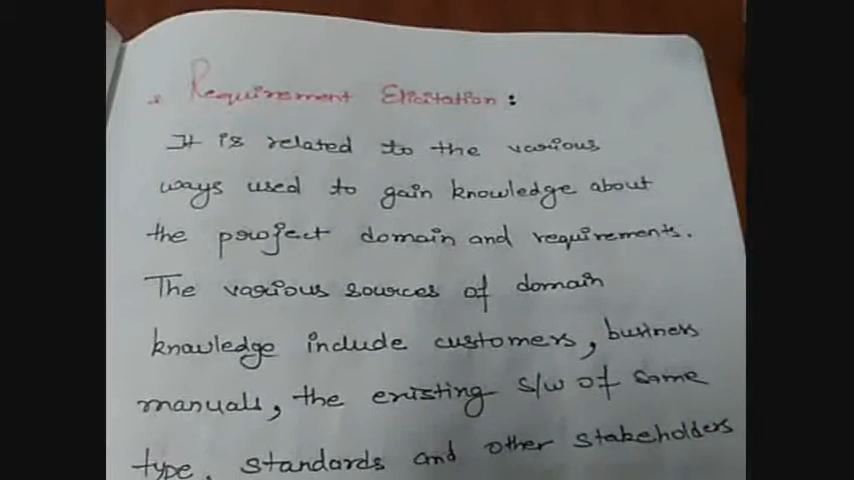 Requirement Elicitation :
It is related to the various
ways used to gain knowledge about
the project domain and requirements.
The various sources of domain
knowledge include customers, business
manuals, the existing s/w of same
type, standards and other stakeholders